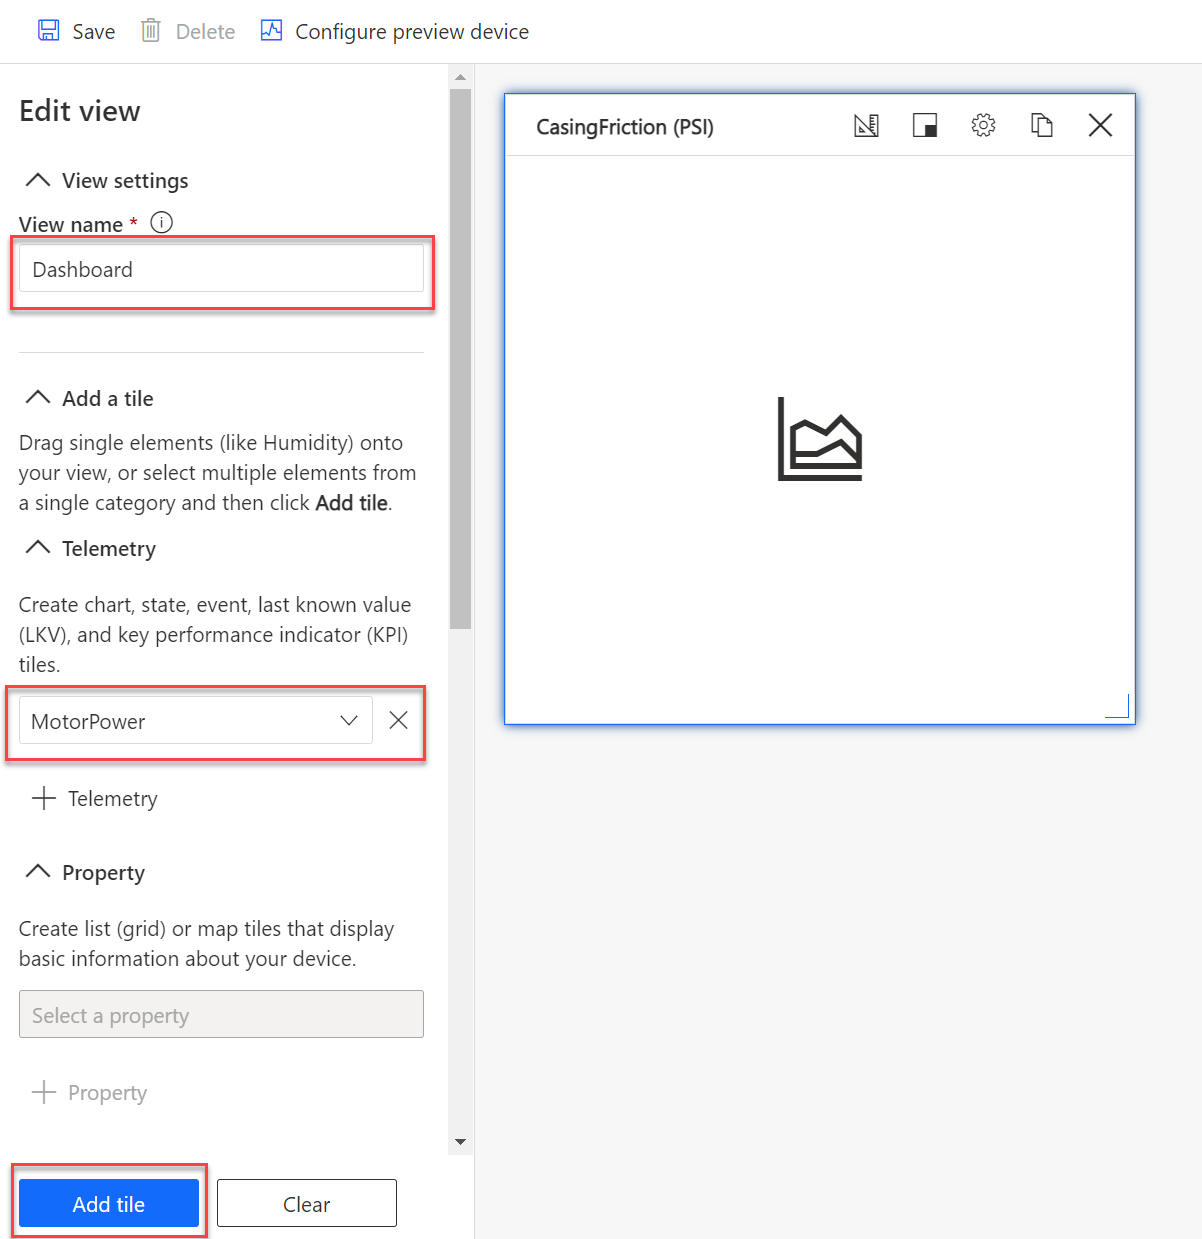 Save Delete Configure preview device
Edit view
View settings
View name *
Dashboard
Add a tile
Drag single elements (like Humidity) onto
your view, or select multiple elements from
a single category and then click Add tile.
Telemetry
Create chart, state, event, last known value
(LKV), and key performance indicator (KPI)
tiles.
MotorPower
Telemetry
Property
Create list (grid) or map tiles that display
basic information about your device.
Select a property
Property
Add tile Clear
CasingFriction (PSI)